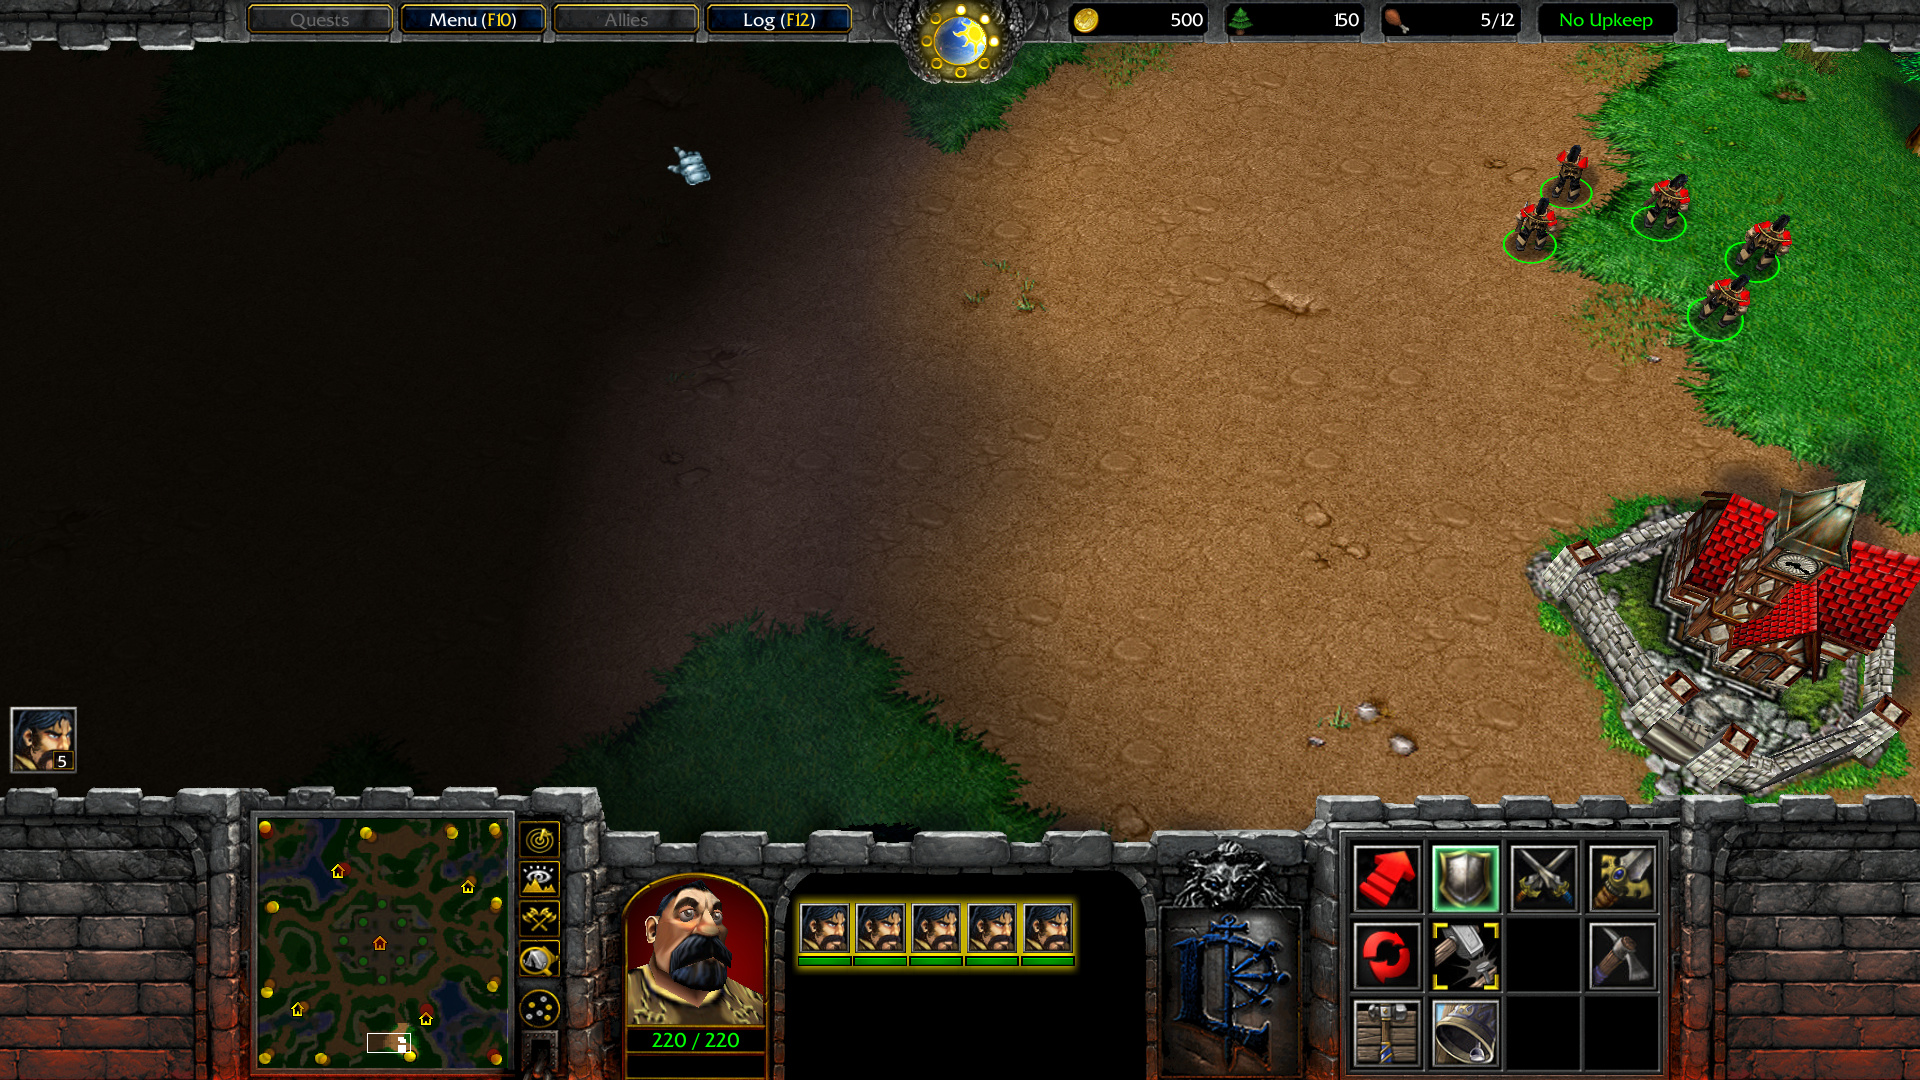 Quests
Menu (F10)
Allies
Log (F12)
500
150
5/12
No Upkeep
5
220 / 220